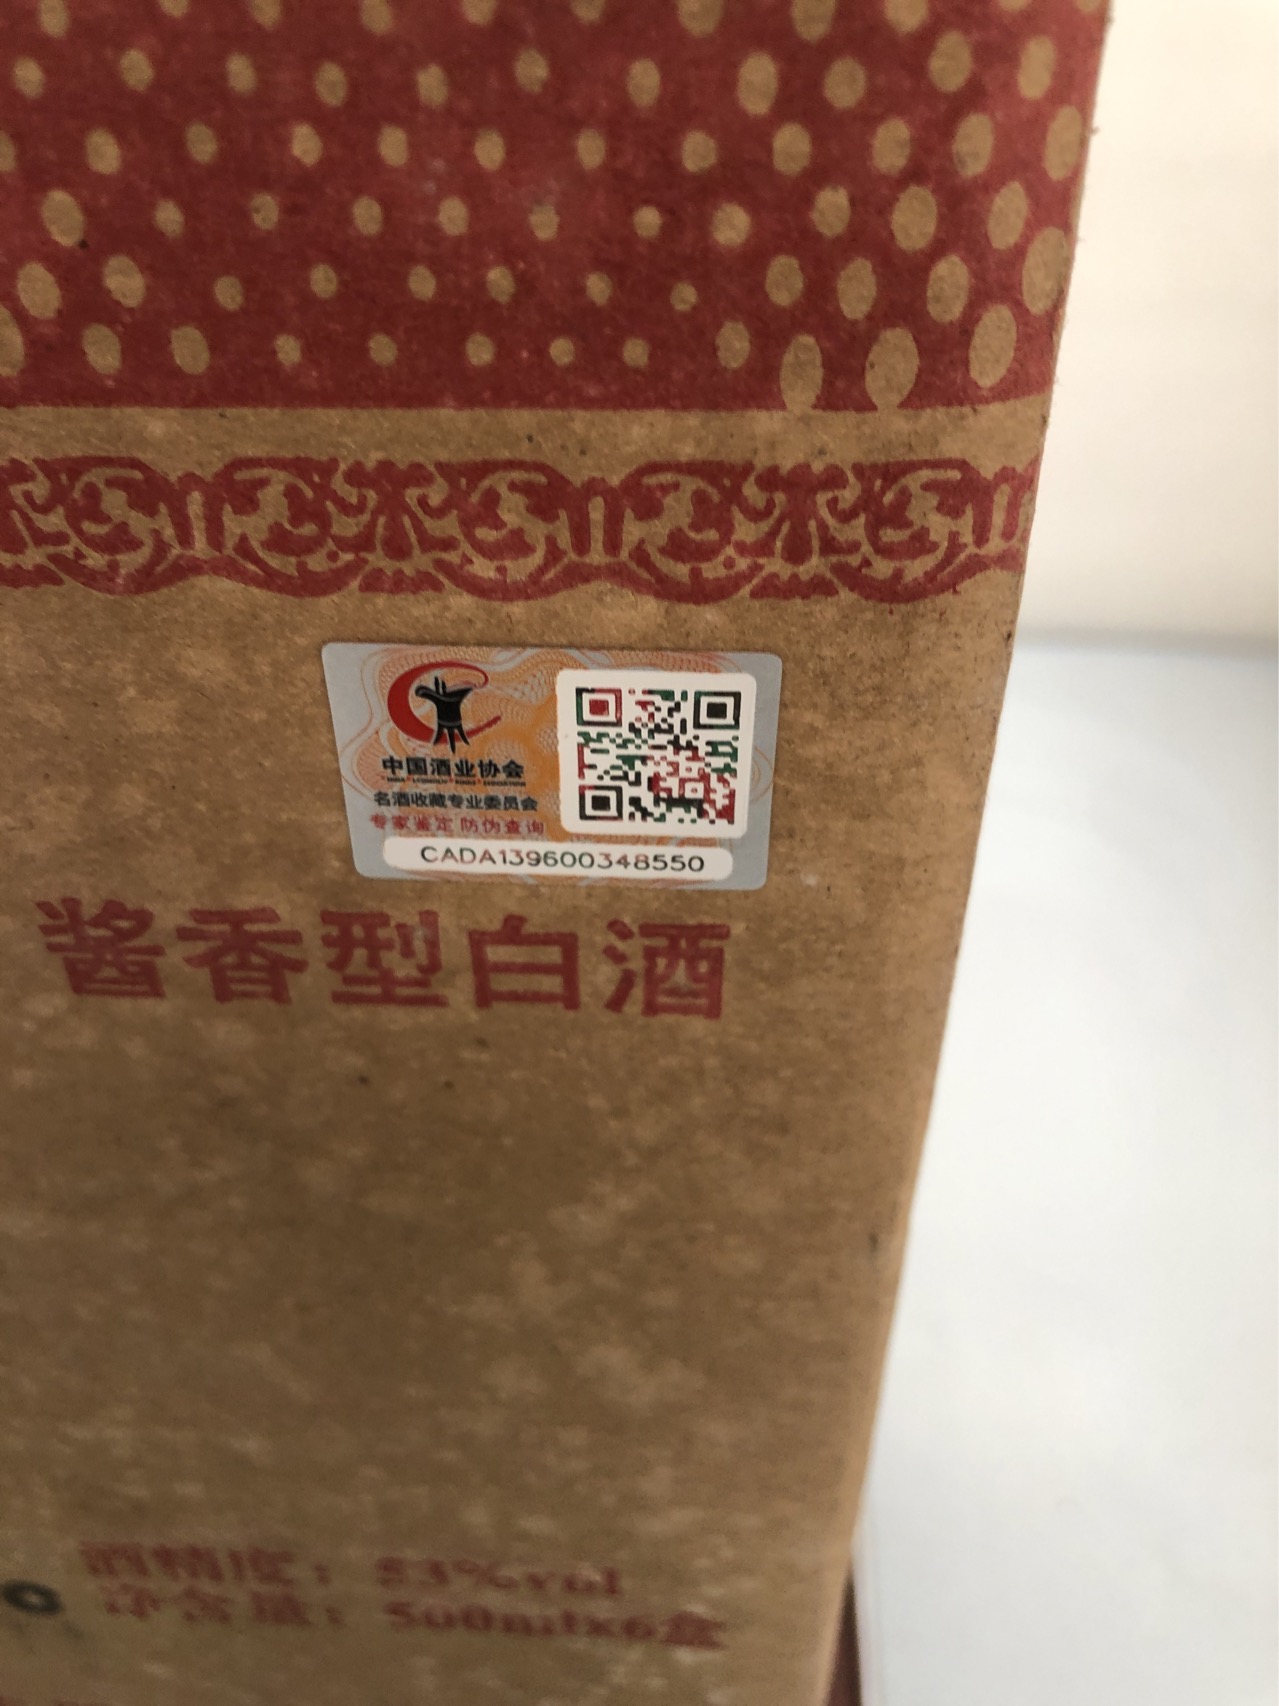 中国酒业协会
名酒收藏专业委员会
专家鉴定 防伪查询
CADA139600348550
酱香型白酒
酒精度：53%vol
净含量：500mlx6盒